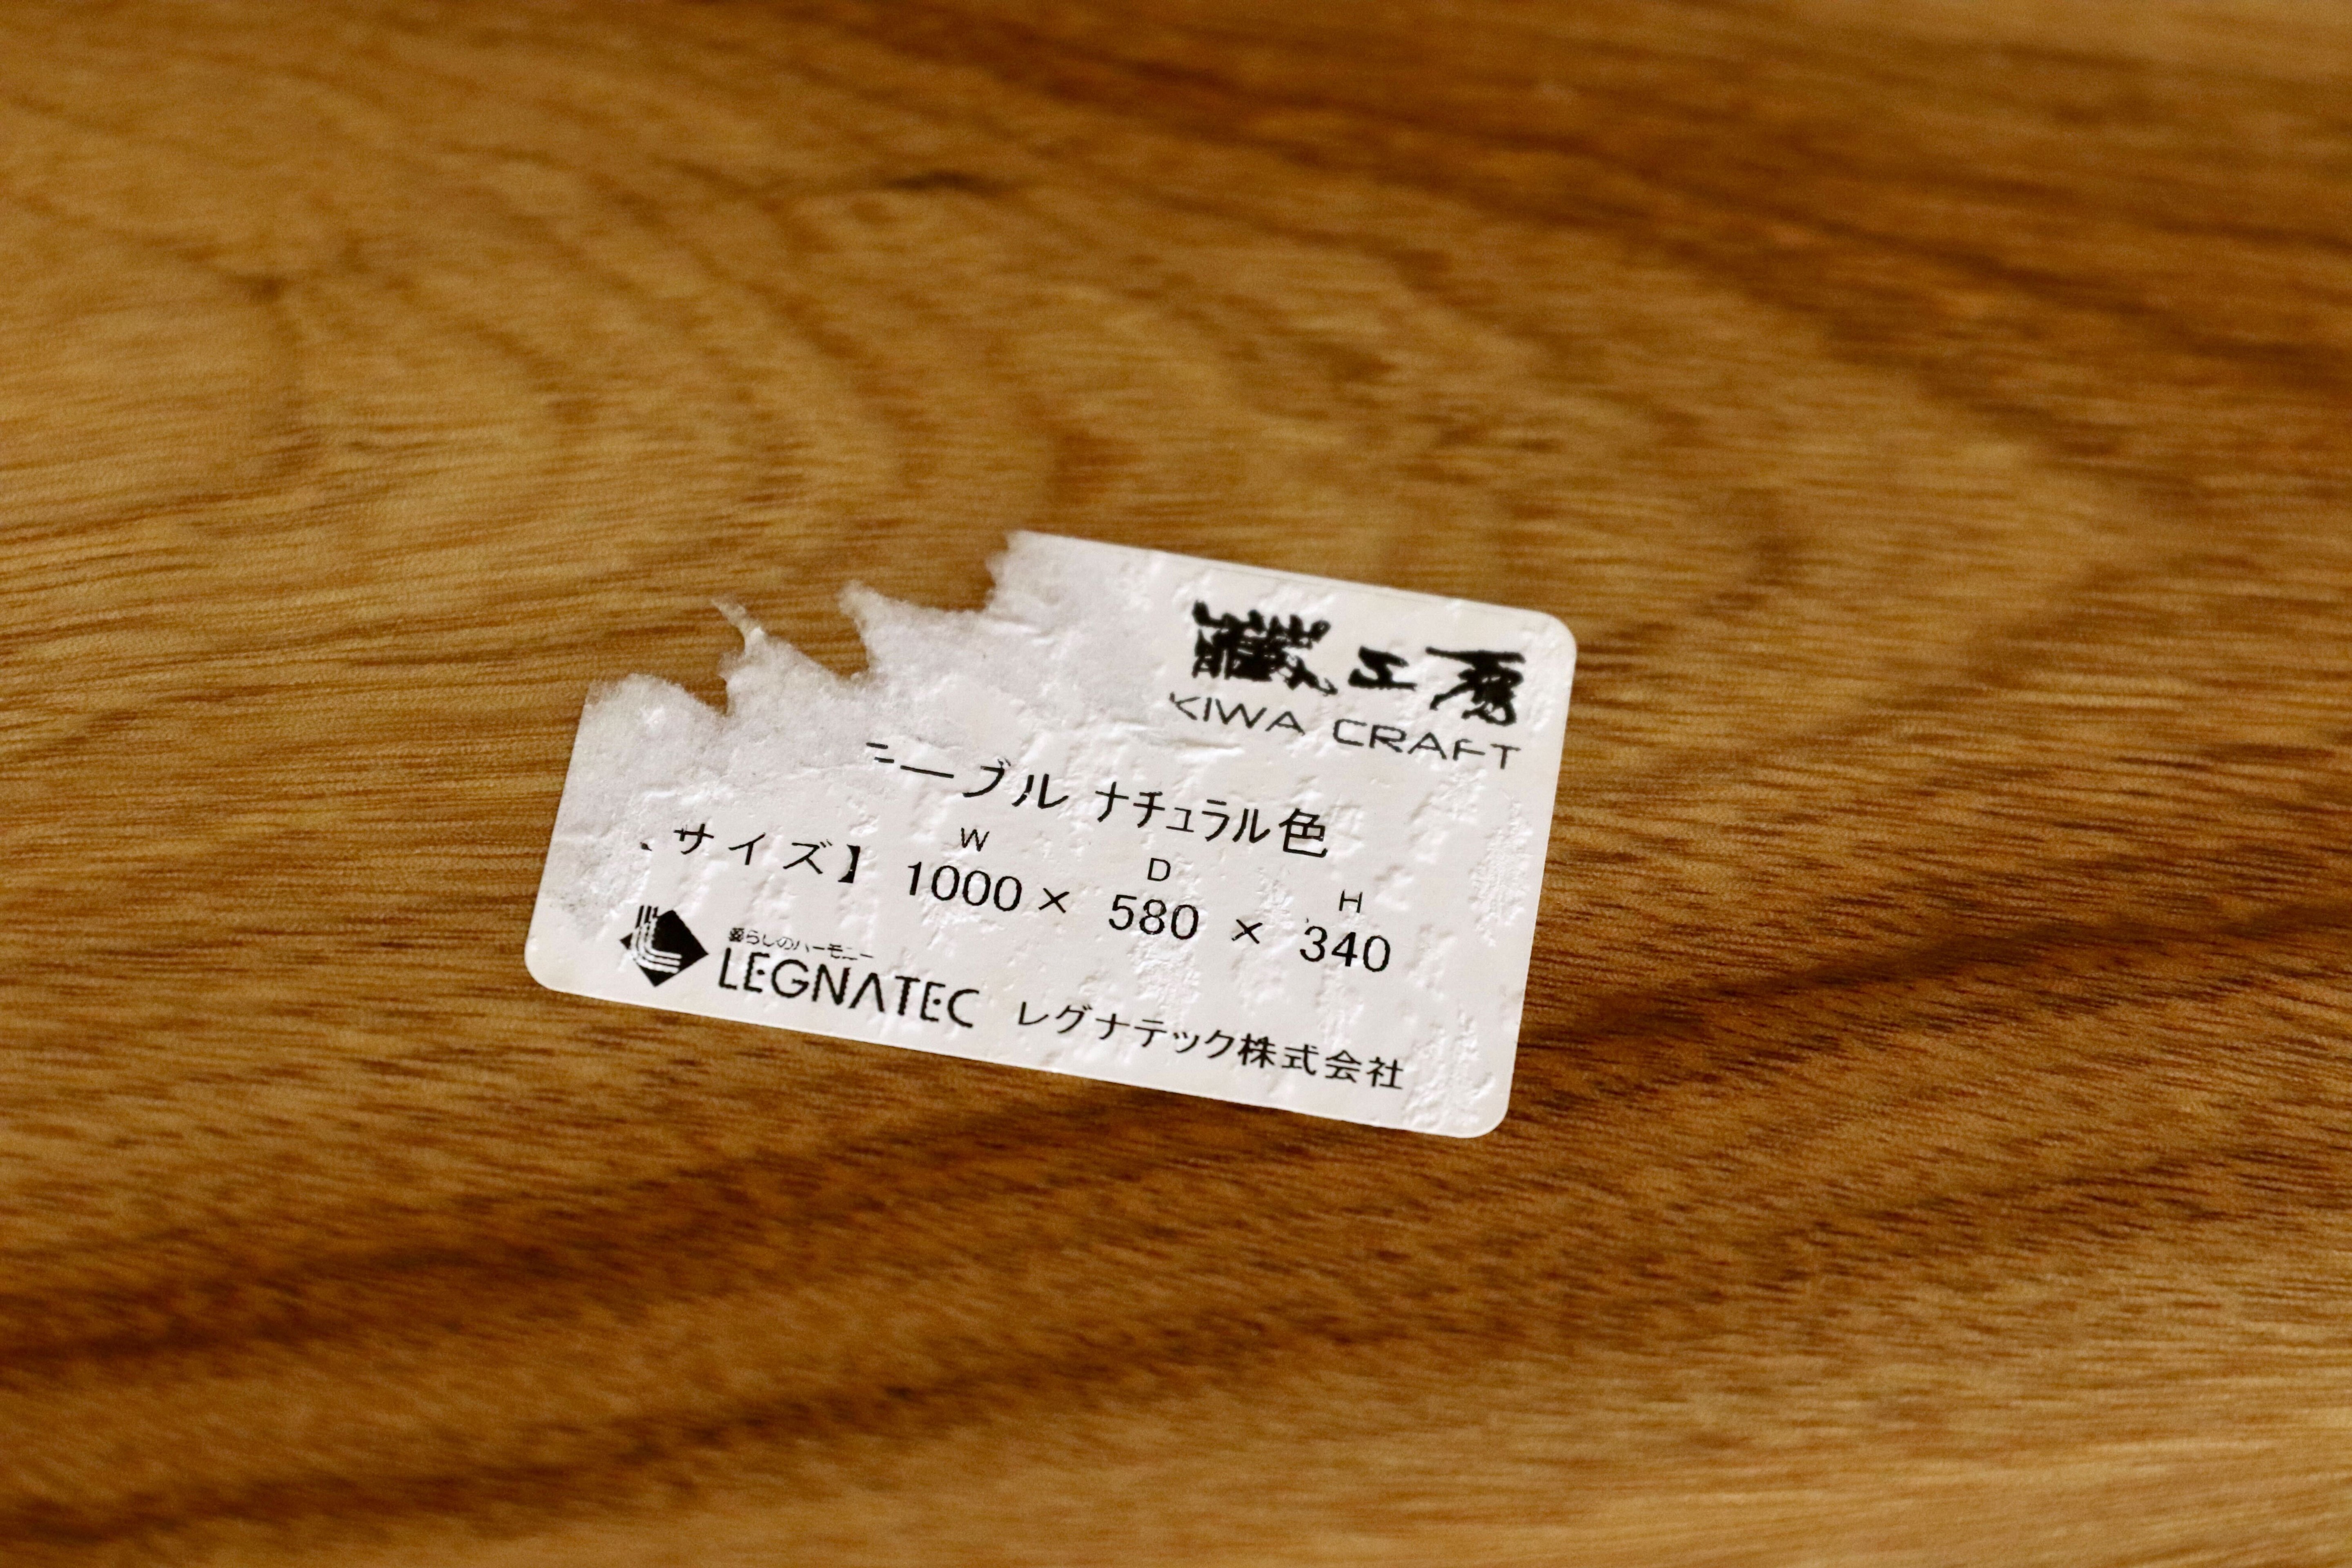 工房
KIWA CRAFT
ーブル ナチュラル色
サイズ】 1000 × 580 × 340
W D H
暮らしのハーモニー
LEGNATEC レグナテック株式会社